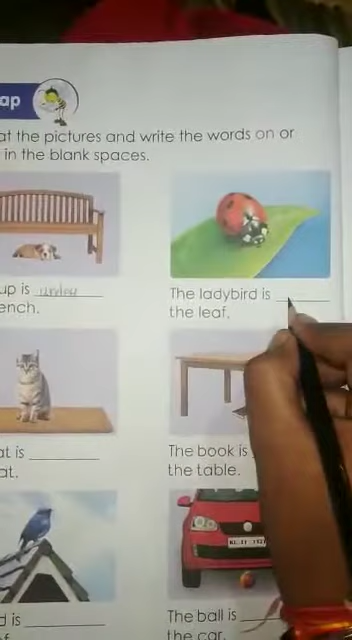 ap
at the pictures and write the words on or
in the blank spaces.
up is under
ench.
The ladybird is
the leaf.
at is
at.
The book is
the table.
d is
The ball is
the car.